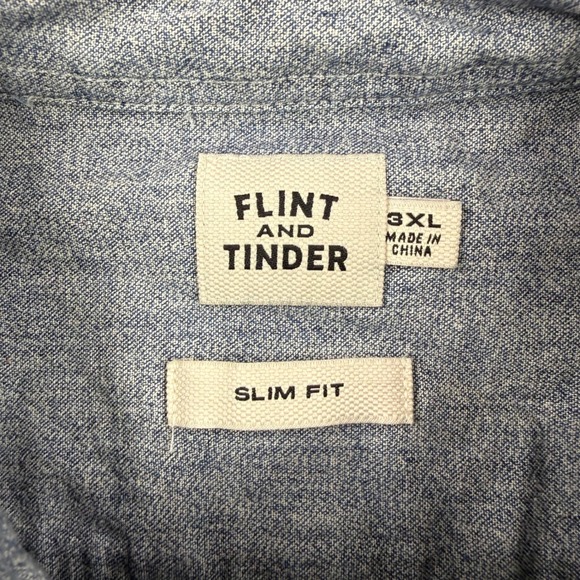 FLINT
AND
TINDER
3XL
MADE IN
CHINA
SLIM FIT